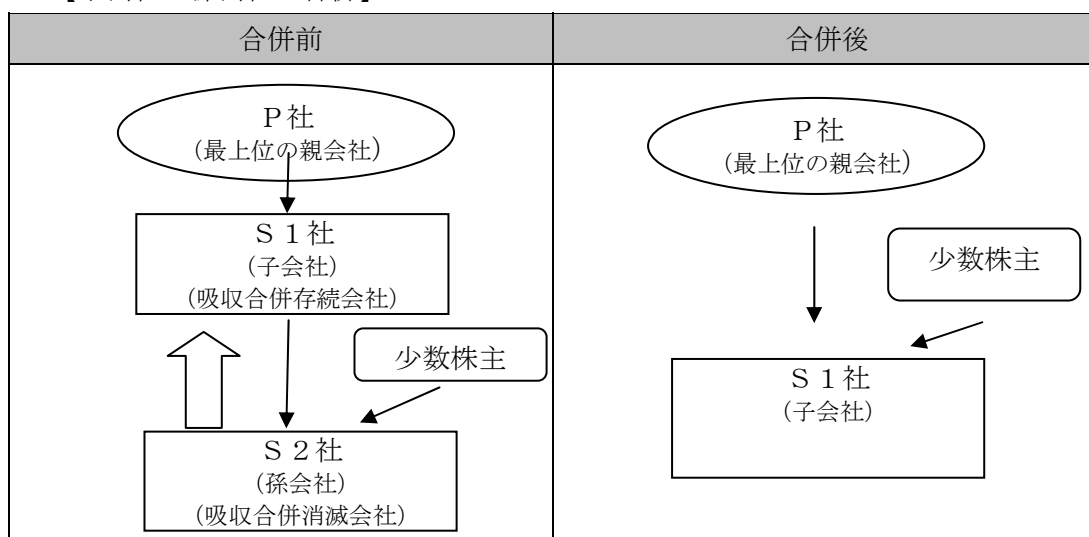 合併前
合併後
P社
(最上位の親会社)
S1社
(子会社)
(吸収合併存続会社)
少数株主
S2社
(孫会社)
(吸収合併消滅会社)
P社
(最上位の親会社)
少数株主
S1社
(子会社)